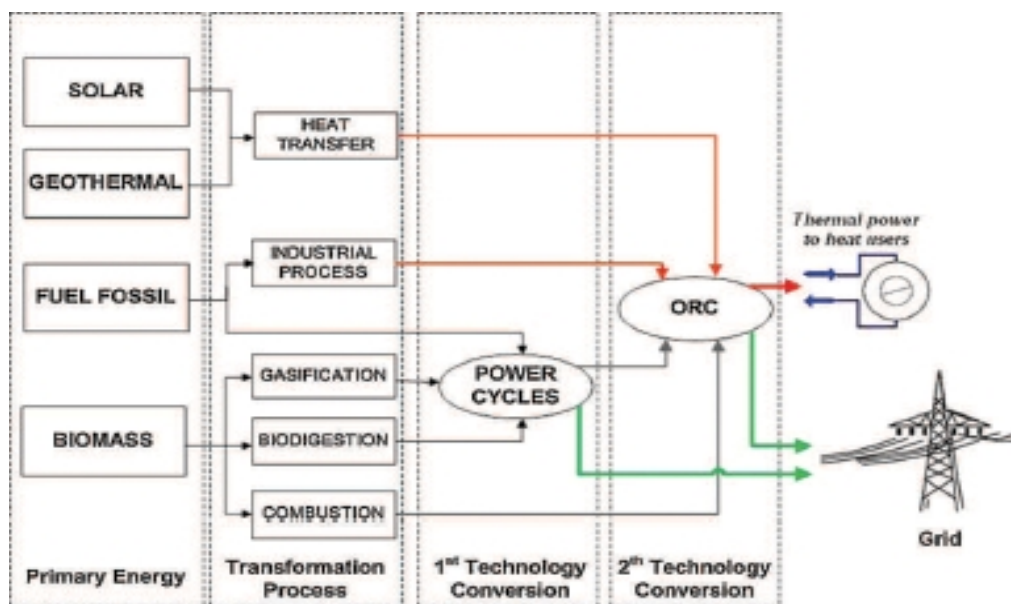 SOLAR
GEOTHERMAL
FUEL FOSSIL
BIOMASS
Primary Energy
HEAT
TRANSFER
INDUSTRIAL
PROCESS
GASIFICATION
BIODIGESTION
COMBUSTION
Transformation
Process
POWER
CYCLES
1st Technology
Conversion
ORC
2th Technology
Conversion
Thermal power
to heat users
Grid